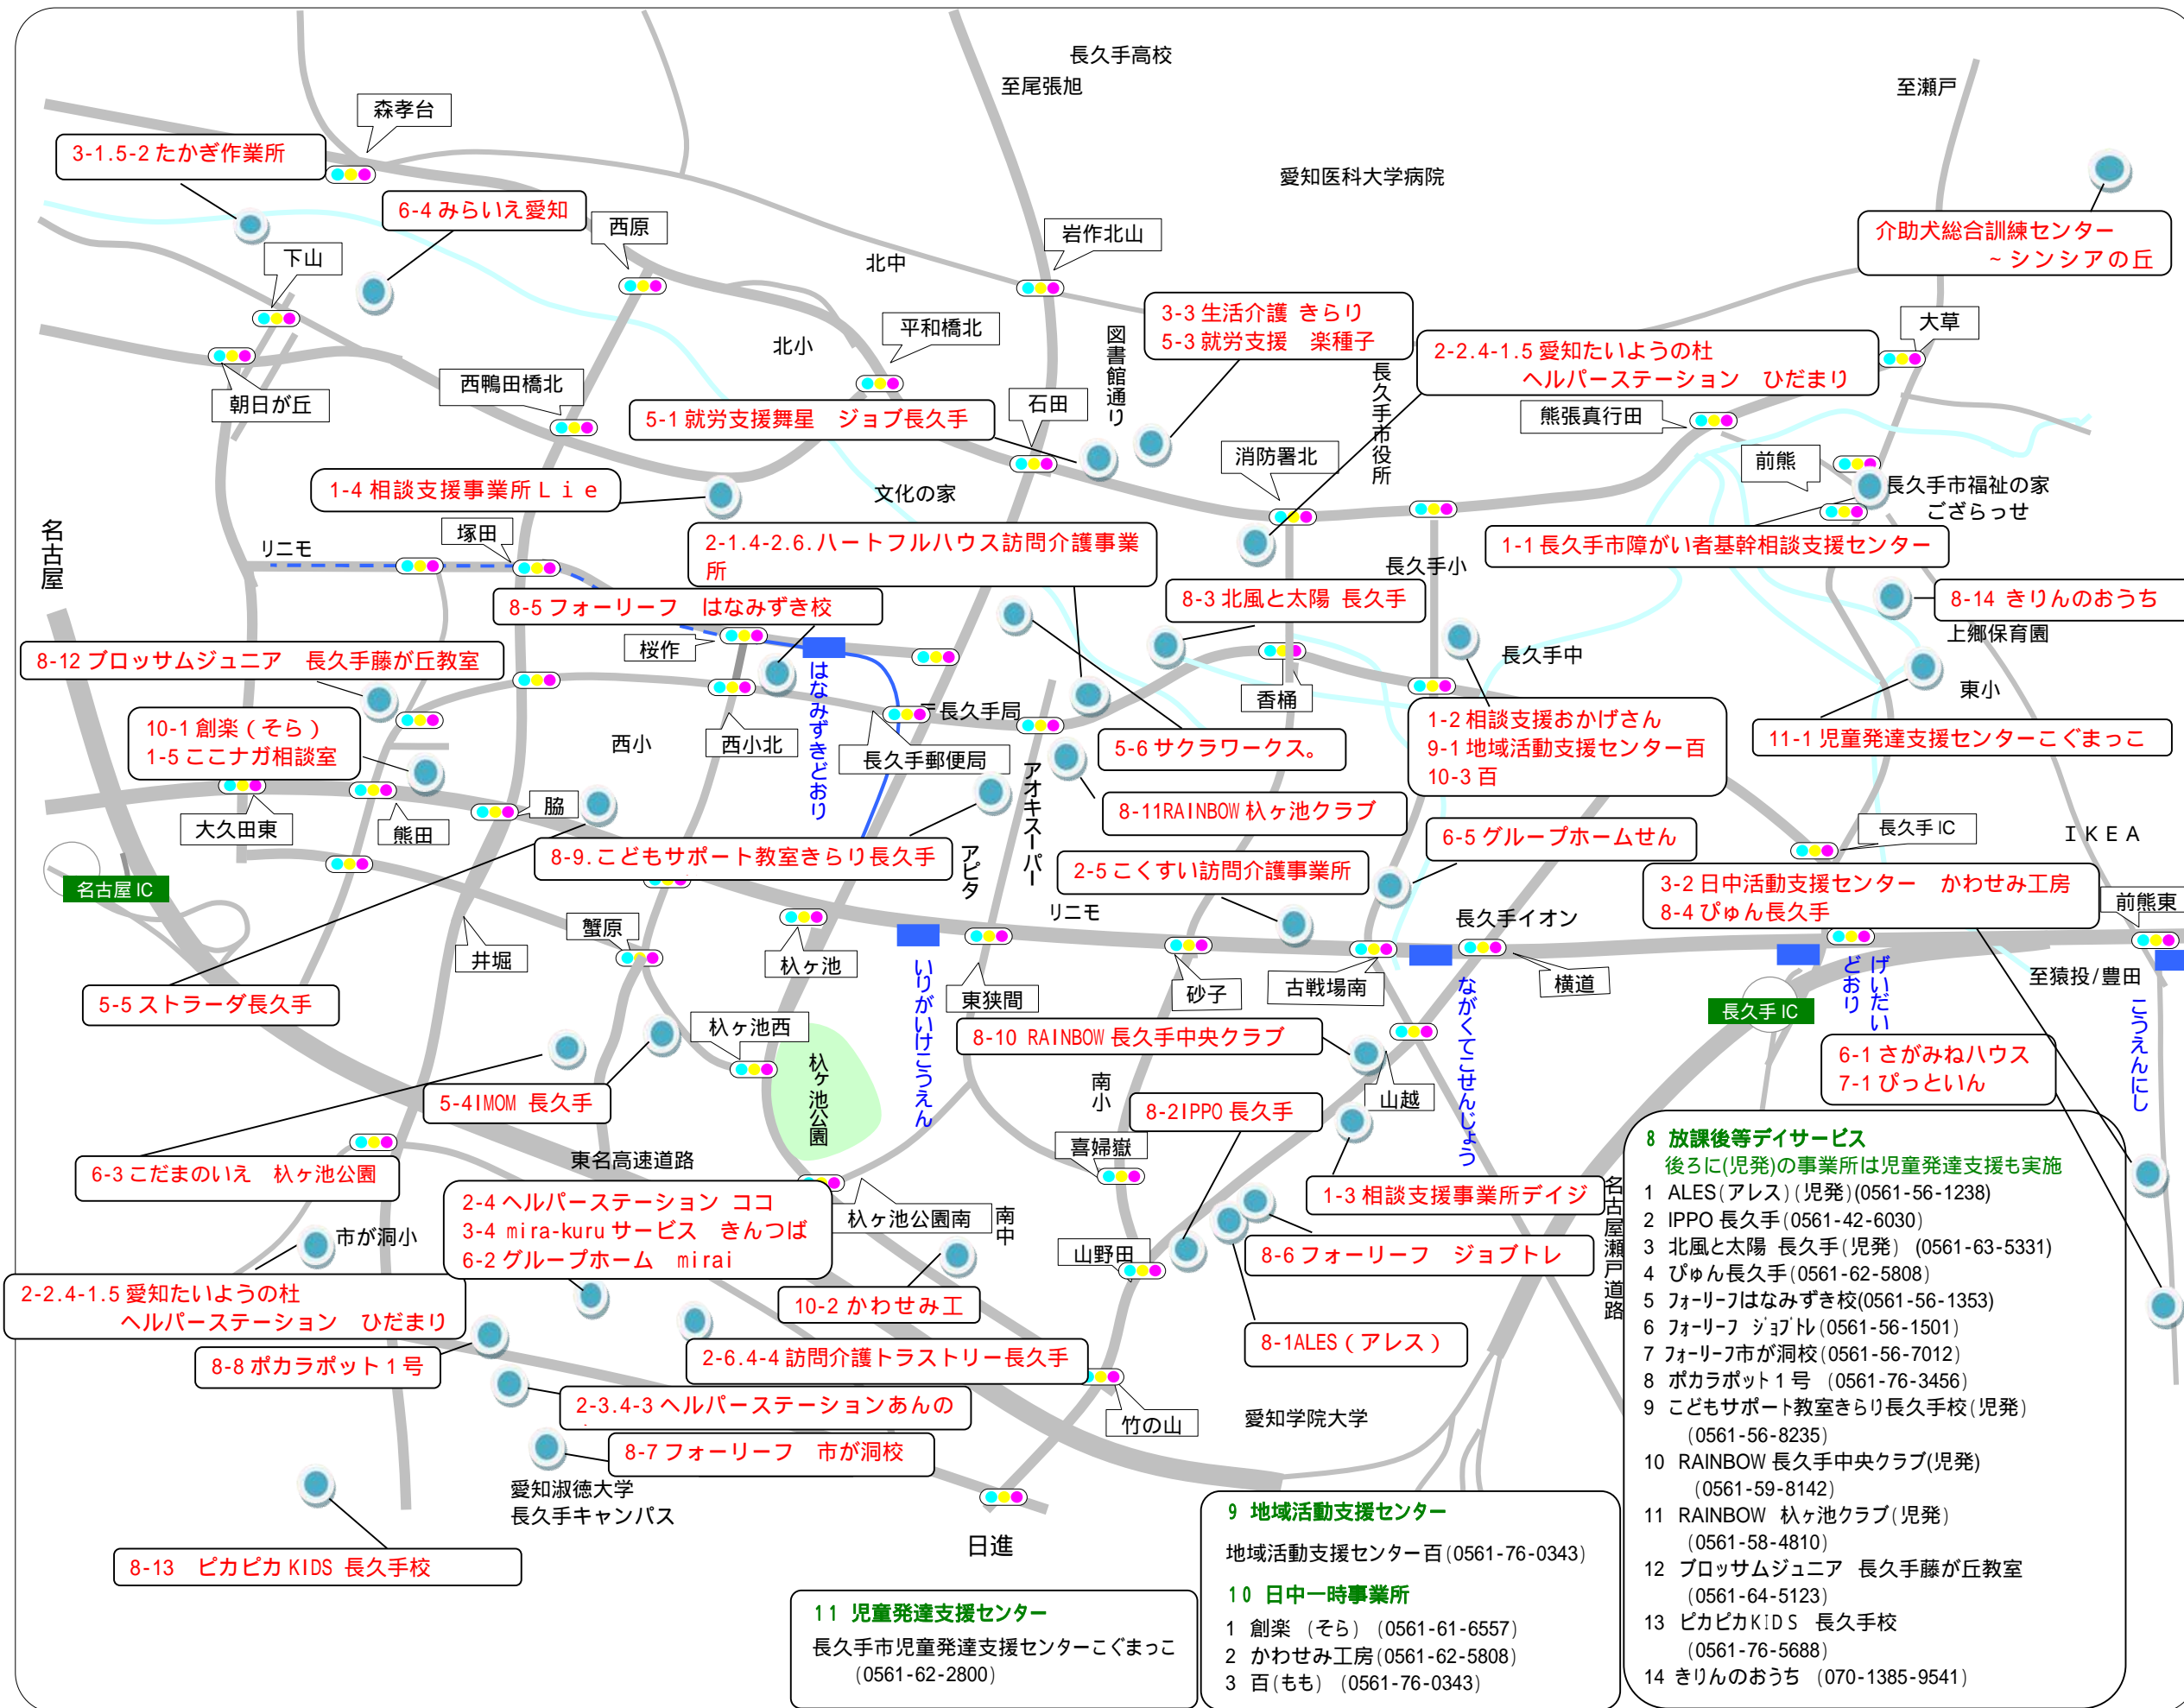 長久手高校
至尾張旭
至瀬戸
森孝台
3-1.5-2 たかぎ作業所
愛知医科大学病院
6-4 みらいえ愛知
西原
岩作北山
介助犬総合訓練センター
～シンシアの丘
下山
北中
3-3 生活介護 きらり
5-3 就労支援 楽種子
大草
平和橋北
北小
図書館通り
2-2.4-1.5 愛知たいようの杜
ヘルパーステーション ひだまり
長久手市役所
西鴨田橋北
朝日が丘
5-1 就労支援舞星 ジョブ長久手
石田
熊張真行田
消防署北
前熊
1-4 相談支援事業所Ｌｉｅ
文化の家
長久手市福祉の家
ござらっせ
名古屋
リニモ
塚田
2-1.4-2.6.ハートフルハウス訪問介護事業
所
1-1 長久手市障がい者基幹相談支援センター
長久手小
8-5 フォーリーフ はなみずき校
8-3 北風と太陽 長久手
8-14 きりんのおうち
上郷保育園
桜作
8-12 ブロッサムジュニア 長久手藤が丘教室
長久手中
はなみずきどおり
香桶
東小
10-1 創楽（そら）
1-5 ここナガ相談室
西小
西小北
〒長久手局
長久手郵便局
5-6 サクラワークス。
1-2 相談支援おかげさん
9-1 地域活動支援センター百
10-3 百
11-1 児童発達支援センターこぐまっこ
アオキスーパー
大久田東
熊田
脇
8-11RAINBOW 杁ヶ池クラブ
長久手 IC
ＩＫＥＡ
8-9.こどもサポート教室きらり長久手
アピタ
6-5 グループホームせん
2-5 こくすい訪問介護事業所
名古屋 IC
3-2 日中活動支援センター かわせみ工房
8-4 ぴゅん長久手
前熊東
リニモ
長久手イオン
井堀
蟹原
杁ヶ池
いりがいけこうえん
東狭間
砂子
古戦場南
横道
げいだい
どおり
至猿投/豊田
5-5 ストラーダ長久手
ながくてこせんじょう
長久手 IC
こうえんにし
杁ヶ池西
8-10 RAINBOW 長久手中央クラブ
6-1 さがみねハウス
7-1 ぴっといん
杁ヶ池公園
5-4IMOM 長久手
南小
8-2IPPO 長久手
山越
6-3 こだまのいえ 杁ヶ池公園
東名高速道路
喜婦嶽
1-3 相談支援事業所デイジ
名古屋瀬戸道路
2-4 ヘルパーステーション ココ
3-4 mira-kuru サービス きんつば
6-2 グループホーム mirai
杁ヶ池公園南
南中
市が洞小
山野田
8-6 フォーリーフ ジョブトレ
2-2.4-1.5 愛知たいようの杜
ヘルパーステーション ひだまり
10-2 かわせみ工
8-1ALES（アレス）
8-8 ポカラポット１号
2-6.4-4 訪問介護トラストリー長久手
2-3.4-3 ヘルパーステーションあんの
竹の山
愛知学院大学
8-7 フォーリーフ 市が洞校
愛知淑徳大学
長久手キャンパス
日進
8-13 ピカピカ KIDS 長久手校
8 放課後等デイサービス
後ろに(児発)の事業所は児童発達支援も実施
1 ALES(アレス)(児発)(0561-56-1238)
2 IPPO 長久手(0561-42-6030)
3 北風と太陽 長久手(児発) (0561-63-5331)
4 ぴゅん長久手(0561-62-5808)
5 フォーリーフはなみずき校(0561-56-1353)
6 フォーリーフ ジョブトレ(0561-56-1501)
7 フォーリーフ市が洞校(0561-56-7012)
8 ポカラポット１号 (0561-76-3456)
9 こどもサポート教室きらり長久手校(児発)
(0561-56-8235)
10 RAINBOW 長久手中央クラブ(児発)
(0561-59-8142)
11 RAINBOW 杁ヶ池クラブ(児発)
(0561-58-4810)
12 ブロッサムジュニア 長久手藤が丘教室
(0561-64-5123)
13 ピカピカKIDS 長久手校
(0561-76-5688)
14 きりんのおうち (070-1385-9541)
9 地域活動支援センター
地域活動支援センター百(0561-76-0343)
10 日中一時事業所
1 創楽 （そら） (0561-61-6557)
2 かわせみ工房(0561-62-5808)
3 百(もも) (0561-76-0343)
11 児童発達支援センター
長久手市児童発達支援センターこぐまっこ
(0561-62-2800)